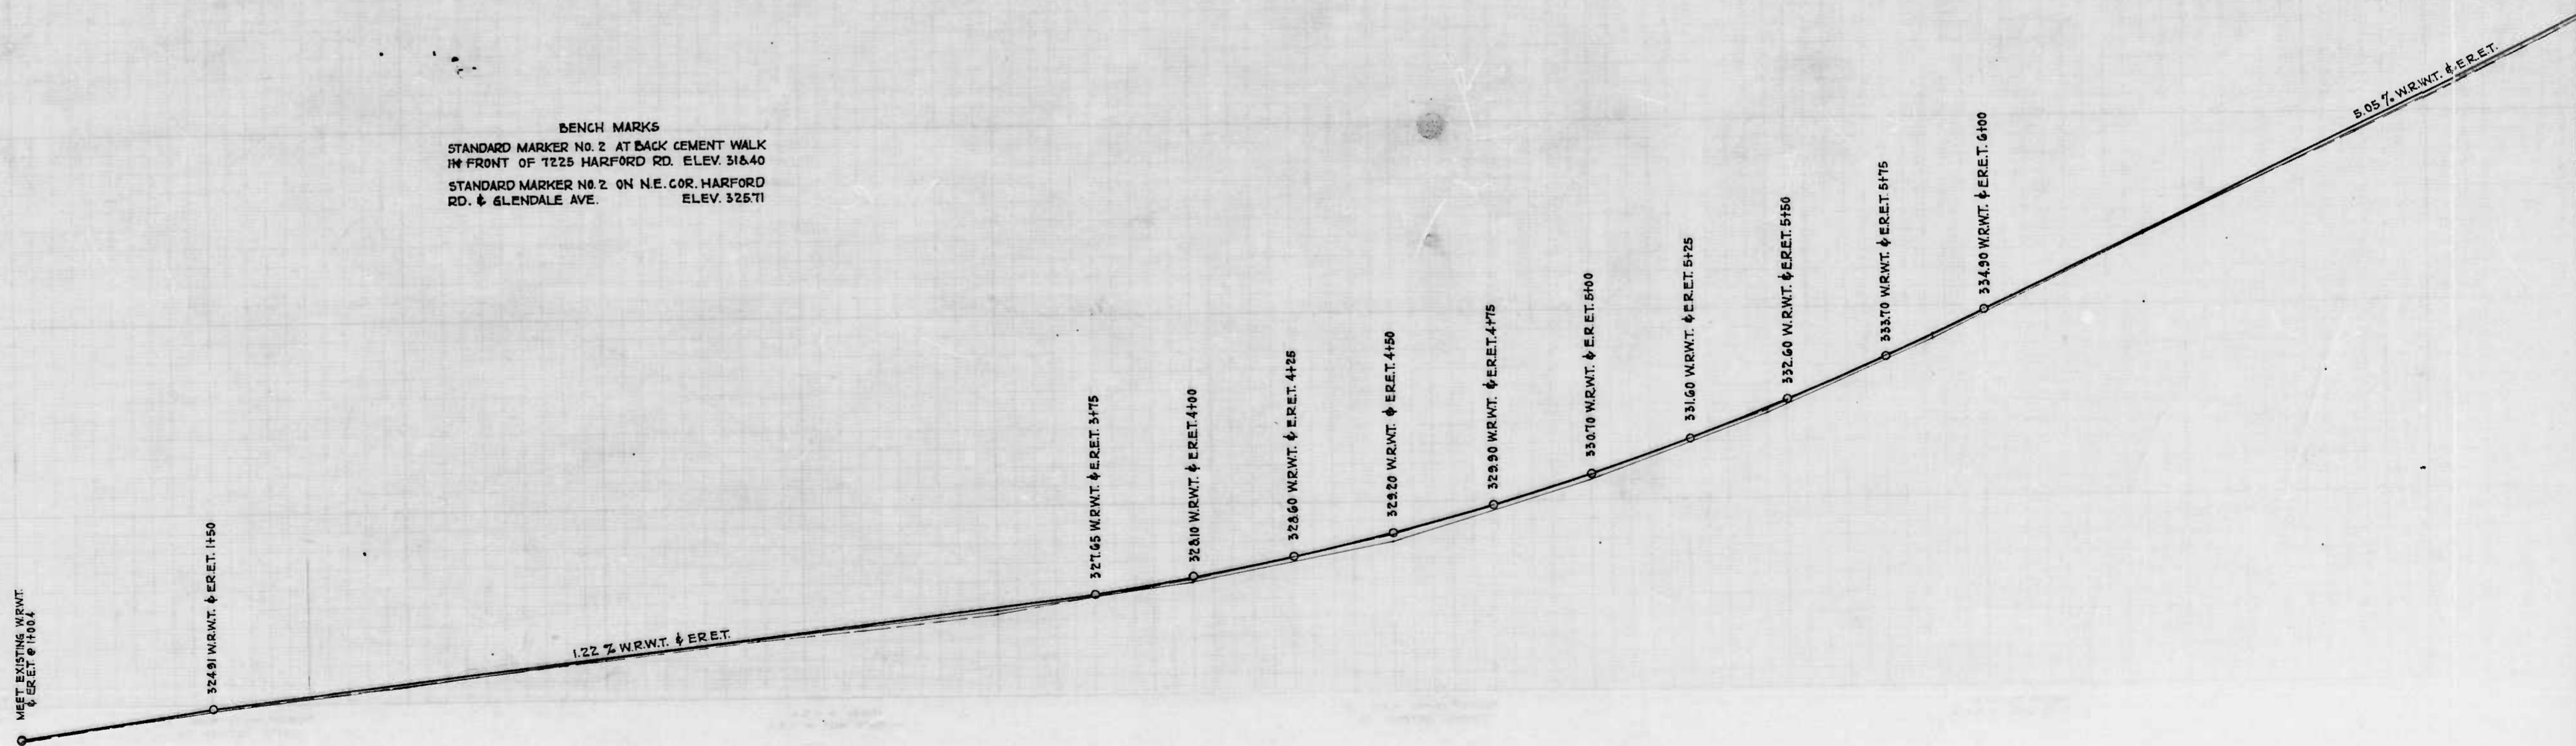 BENCH MARKS
STANDARD MARKER NO. 2 AT BACK CEMENT WALK
IN FRONT OF 7225 HARFORD RD. ELEV. 318.40
STANDARD MARKER NO. 2 ON N.E. COR. HARFORD
RD. & GLENDALE AVE. ELEV. 325.71
MEET EXISTING W.R.W.T.
& E.R.E.T. @ 1+00.4
324.91 W.R.W.T. & E.R.E.T. 1+50
1.22 % W.R.W.T. & E.R.E.T.
327.65 W.R.W.T. & E.R.E.T. 3+75
328.10 W.R.W.T. & E.R.E.T. 4+00
328.60 W.R.W.T. & E.R.E.T. 4+25
329.20 W.R.W.T. & E.R.E.T. 4+50
329.90 W.R.W.T. & E.R.E.T. 4+75
330.70 W.R.W.T. & E.R.E.T. 5+00
331.60 W.R.W.T. & E.R.E.T. 5+25
332.60 W.R.W.T. & E.R.E.T. 5+50
333.70 W.R.W.T. & E.R.E.T. 5+75
334.90 W.R.W.T. & E.R.E.T. 6+00
5.05 % W.R.W.T. & E.R.E.T.